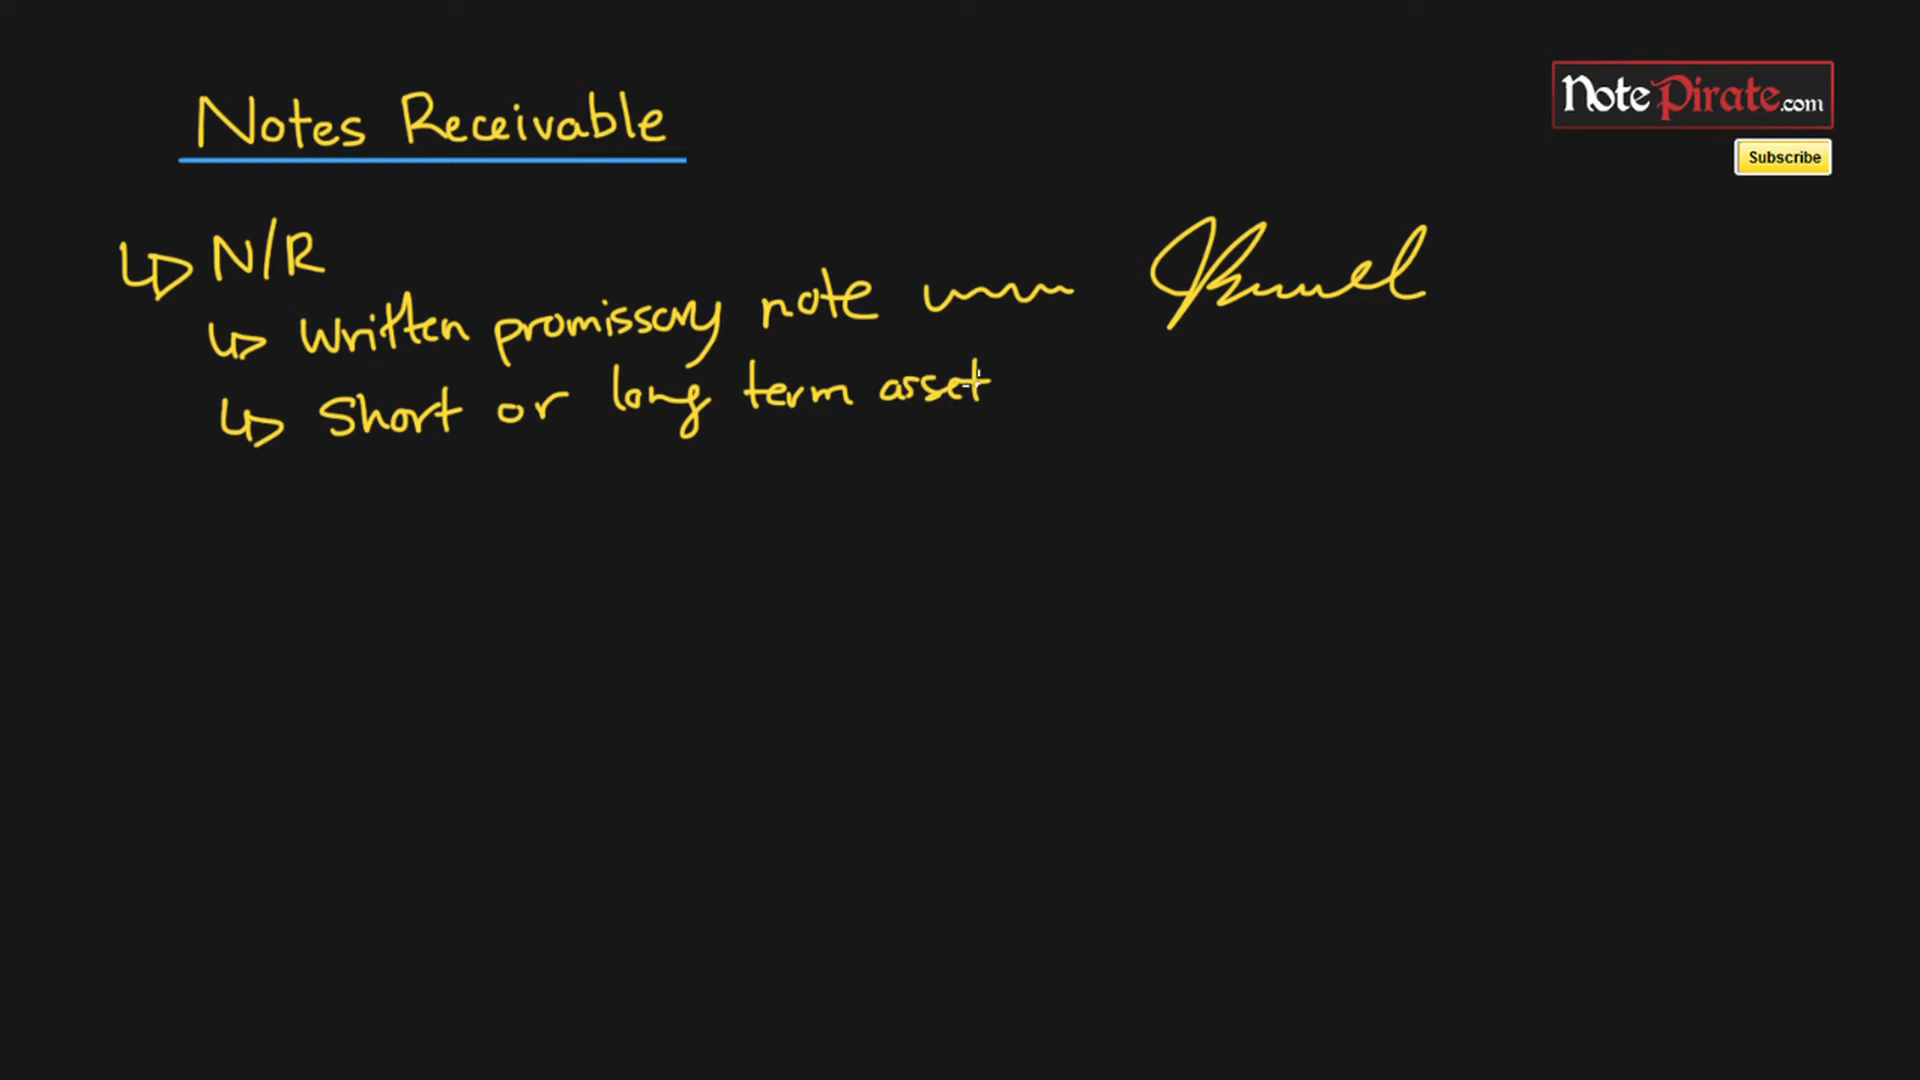 Notes Receivable
NotePirate.com
Subscribe
N/R
Written promissory note
Short or long term asset